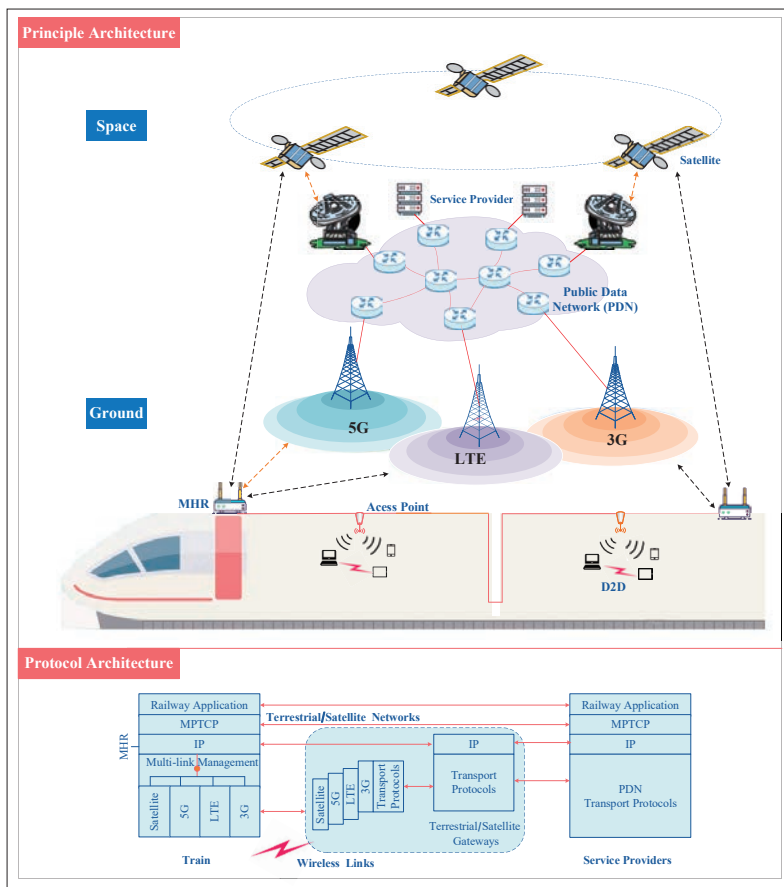 Principle Architecture
Space
Satellite
Service Provider
Public Data
Network (PDN)
Ground
5G
LTE
3G
MHR
Acess Point
D2D
Protocol Architecture
Railway Application
MPTCP
IP
Multi-link Management
Satellite
5G
LTE
3G
MHR
Train
Terrestrial/Satellite Networks
Satellite
5G
LTE
3G
Transport
Protocols
IP
Transport
Protocols
Terrestrial/Satellite
Gateways
Wireless Links
Railway Application
MPTCP
IP
PDN
Transport Protocols
Service Providers